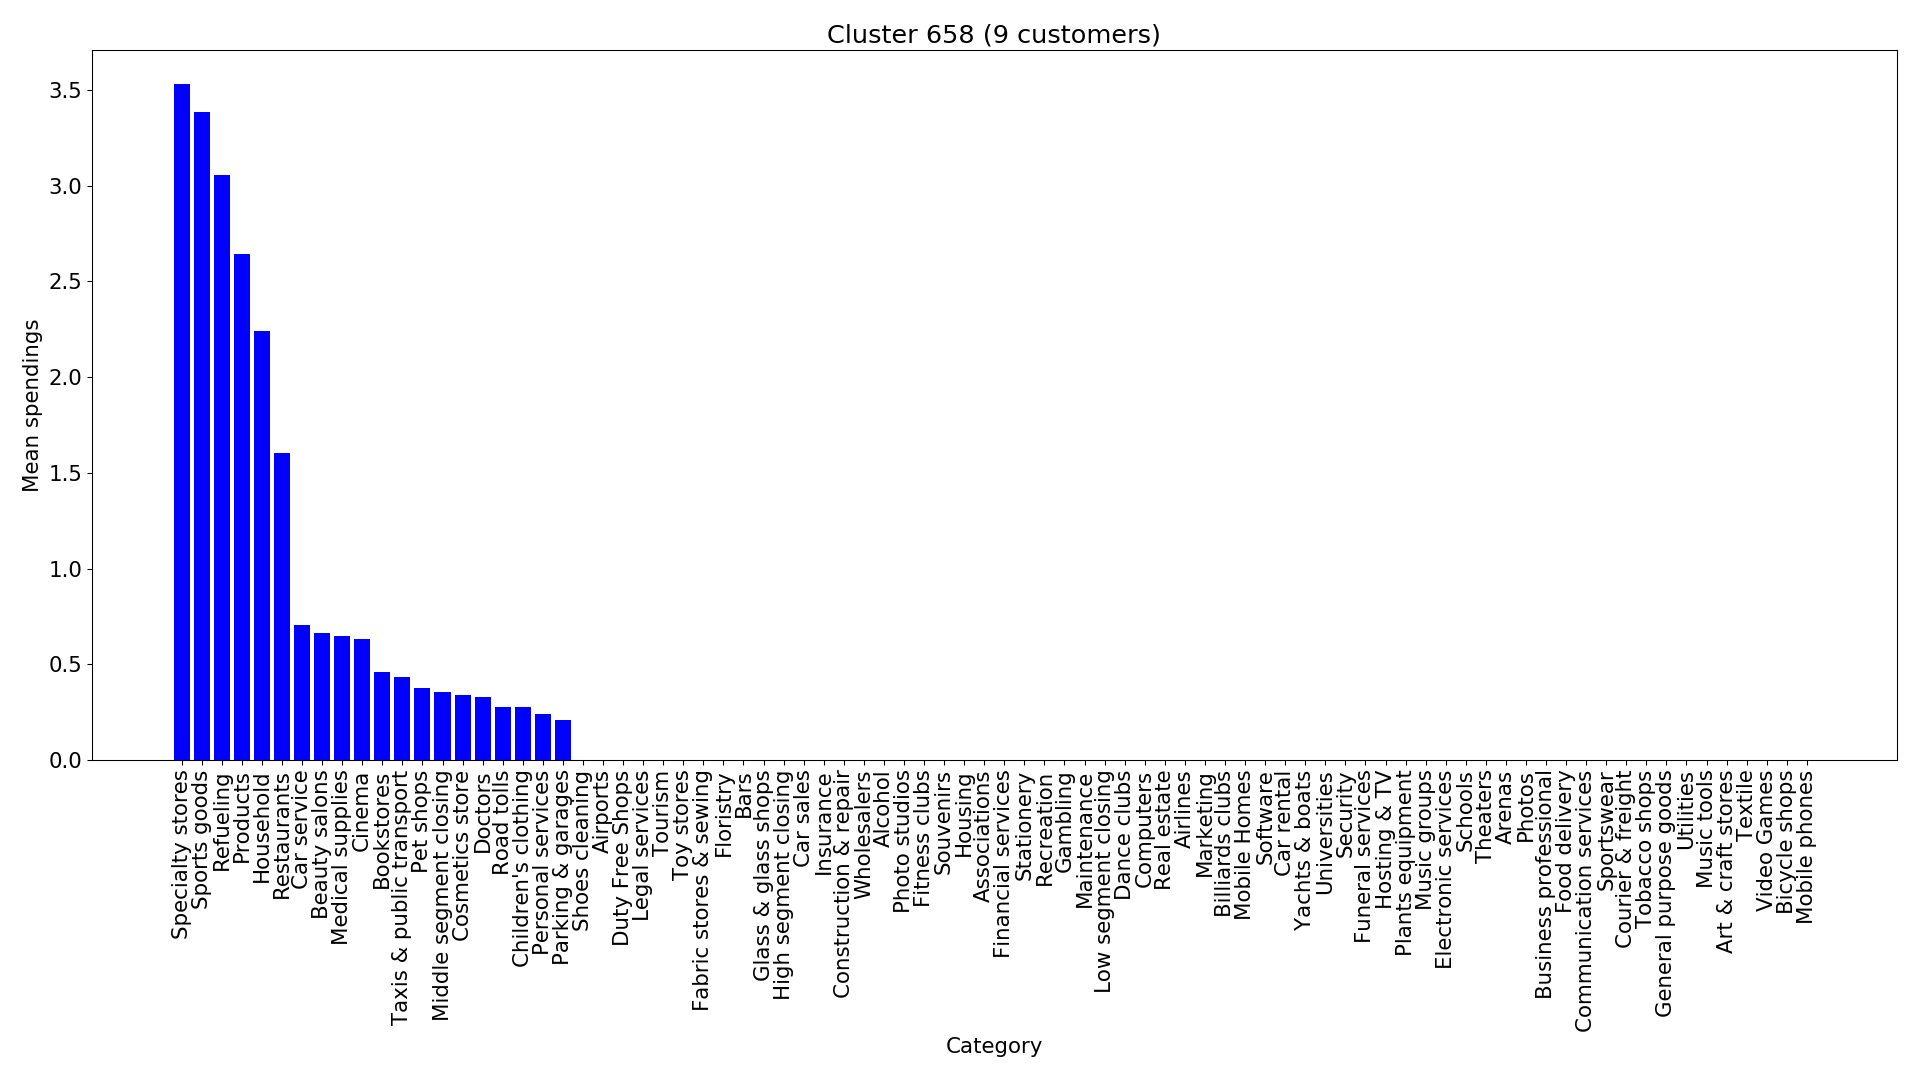 Cluster 658 (9 customers)
Mean spendings
3.5
3.0
2.5
2.0
1.5
1.0
0.5
0.0
Specialty stores
Sports goods
Refueling
Products
Household
Restaurants
Car service
Beauty salons
Medical supplies
Cinema
Bookstores
Taxis & public transport
Pet shops
Middle segment closing
Cosmetics store
Doctors
Road tolls
Children's clothing
Personal services
Parking & garages
Shoes cleaning
Airports
Duty Free Shops
Legal services
Tourism
Toy stores
Fabric stores & sewing
Floristry
Bars
Glass & glass shops
High segment closing
Car sales
Insurance
Construction & repair
Wholesalers
Alcohol
Photo studios
Fitness clubs
Souvenirs
Housing
Associations
Financial services
Stationery
Recreation
Gambling
Maintenance
Low segment closing
Dance clubs
Computers
Real estate
Airlines
Marketing
Billiards clubs
Mobile Homes
Software
Car rental
Yachts & boats
Universities
Security
Funeral services
Hosting & TV
Plants equipment
Music groups
Electronic services
Schools
Theaters
Arenas
Photos
Business professional
Food delivery
Communication services
Sportswear
Courier & freight
Tobacco shops
General purpose goods
Utilities
Music tools
Art & craft stores
Textile
Video Games
Bicycle shops
Mobile phones
Category